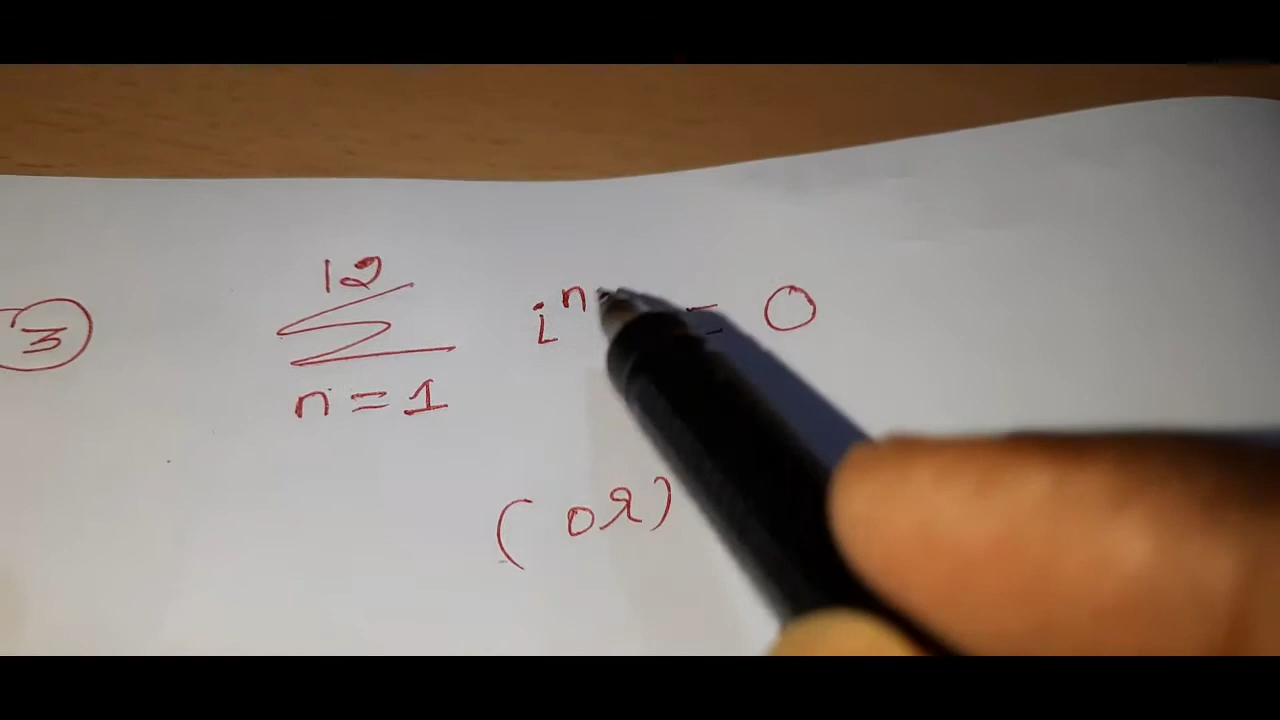 ③ 12
∑ iⁿ = 0
n = 1
(or)